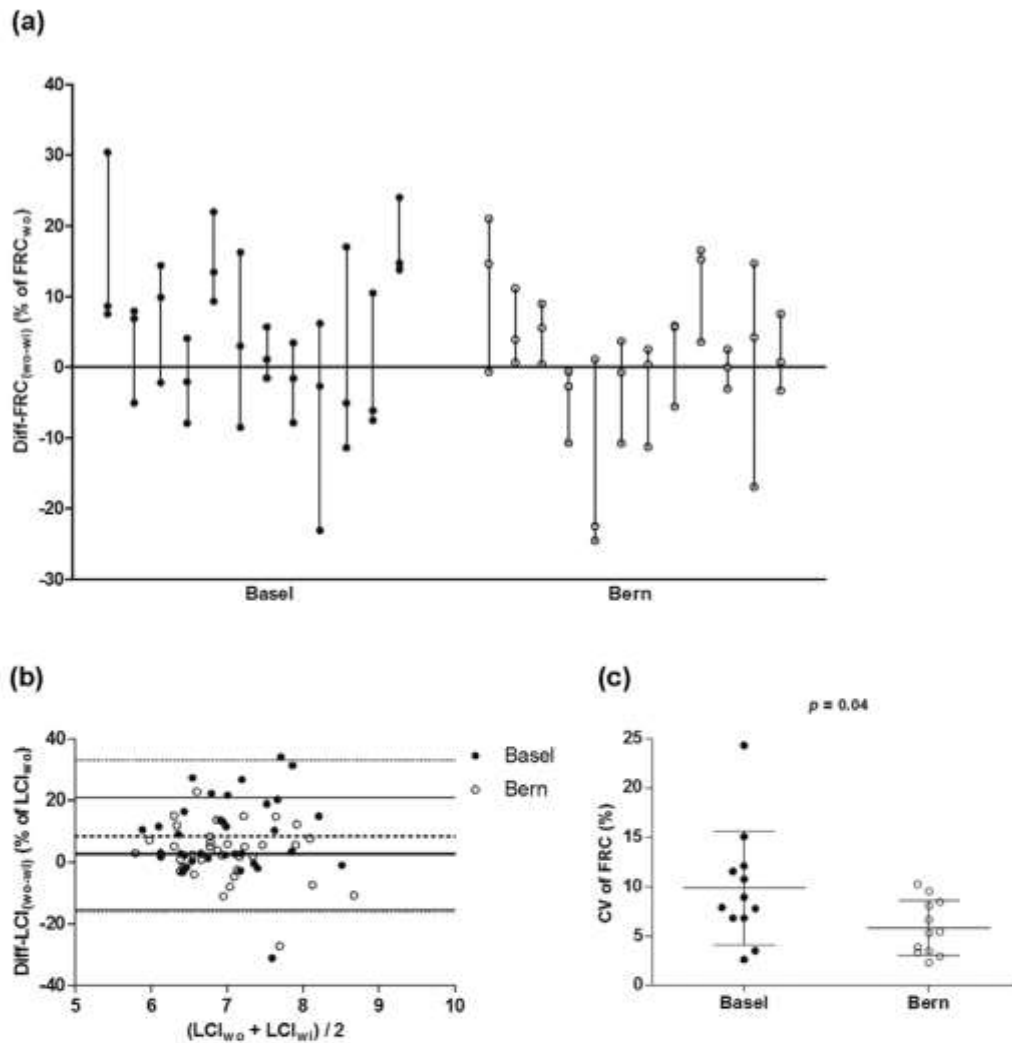 (a)
40
30
20
10
0
-10
-20
-30
Diff-FRC(wo-wi) (% of FRCwo)
Basel
Bern
(b)
40
20
0
-20
-40
Diff-LCI(wo-wi) (% of LCIwo)
5
6
7
8
9
10
(LCIwo + LCIwi) / 2
Basel
Bern
(c)
p = 0.04
25
20
15
10
5
0
CV of FRC (%)
Basel
Bern